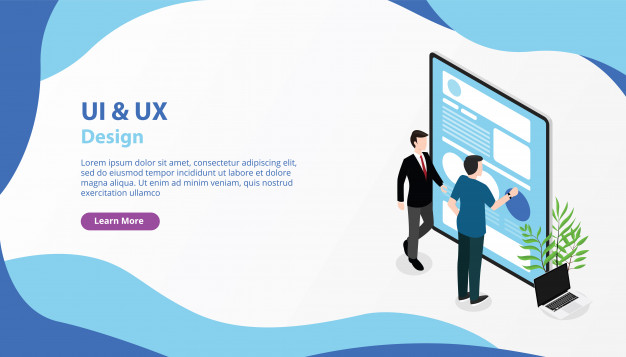 UI & UX
Design
Lorem ipsum dolor sit amet, consectetur adipiscing elit,
sed do eiusmod tempor incididunt ut labore et dolore
magna aliqua. Ut enim ad minim veniam, quis nostrud
exercitation ullamco
Learn More